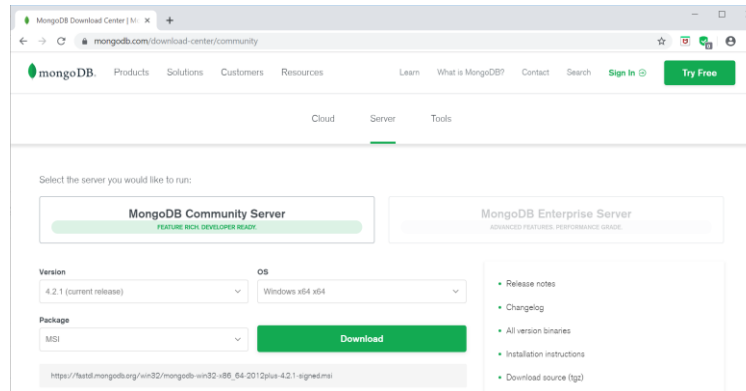 MongoDB Download Center | Mo
mongodb.com/download-center/community
mongoDB. Products Solutions Customers Resources Learn What is MongoDB? Contact Search Sign In Try Free
Cloud Server Tools
Select the server you would like to run:
MongoDB Community Server
FEATURE RICH. DEVELOPER READY.
MongoDB Enterprise Server
ADVANCED FEATURES. PERFORMANCE GRADE.
Version OS
4.2.1 (current release) Windows x64 x64
Package
MSI Download
https://fastdl.mongodb.org/win32/mongodb-win32-x86_64-2012plus-4.2.1-signed.msi
Release notes
Changelog
All version binaries
Installation instructions
Download source (tgz)